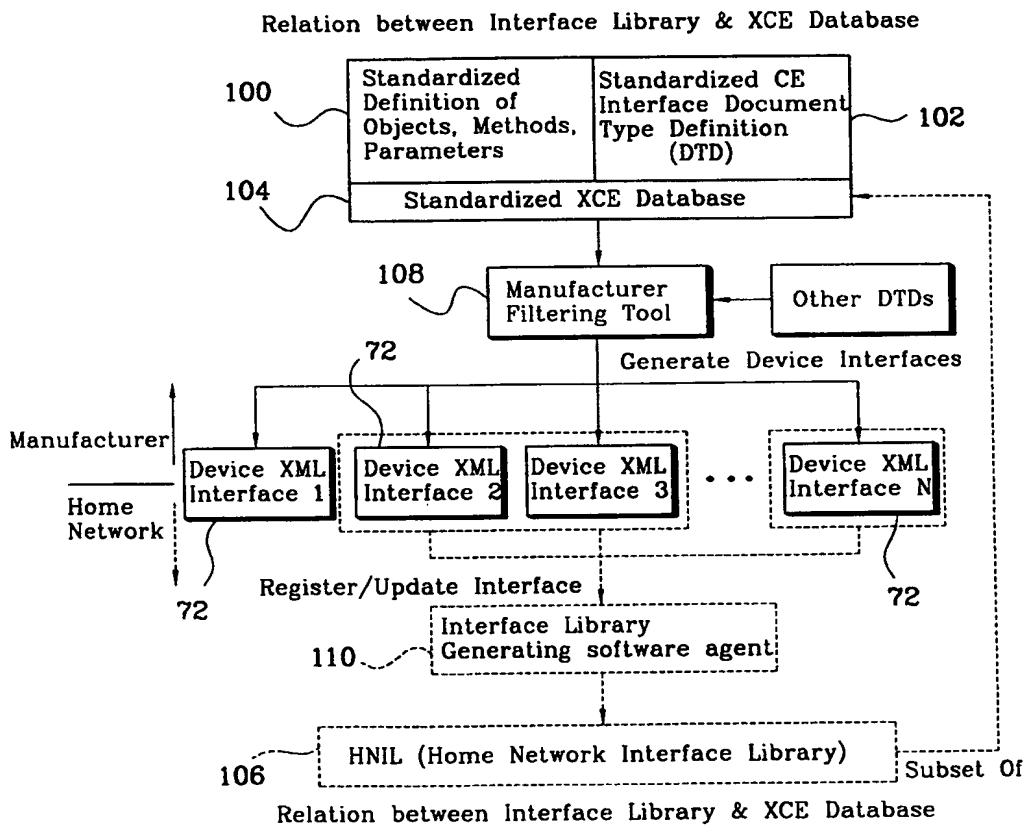 Relation between Interface Library & XCE Database
100
Standardized
Definition of
Objects, Methods,
Parameters
Standardized CE
Interface Document
Type Definition
(DTD)
102
104
Standardized XCE Database
108
Manufacturer
Filtering Tool
Other DTDs
72
Generate Device Interfaces
Manufacturer
Home
Network
Device XML
Interface 1
Device XML
Interface 2
Device XML
Interface 3
• • •
Device XML
Interface N
72
72
Register/Update Interface
110
Interface Library
Generating software agent
106
HNIL (Home Network Interface Library)
Subset Of
Relation between Interface Library & XCE Database